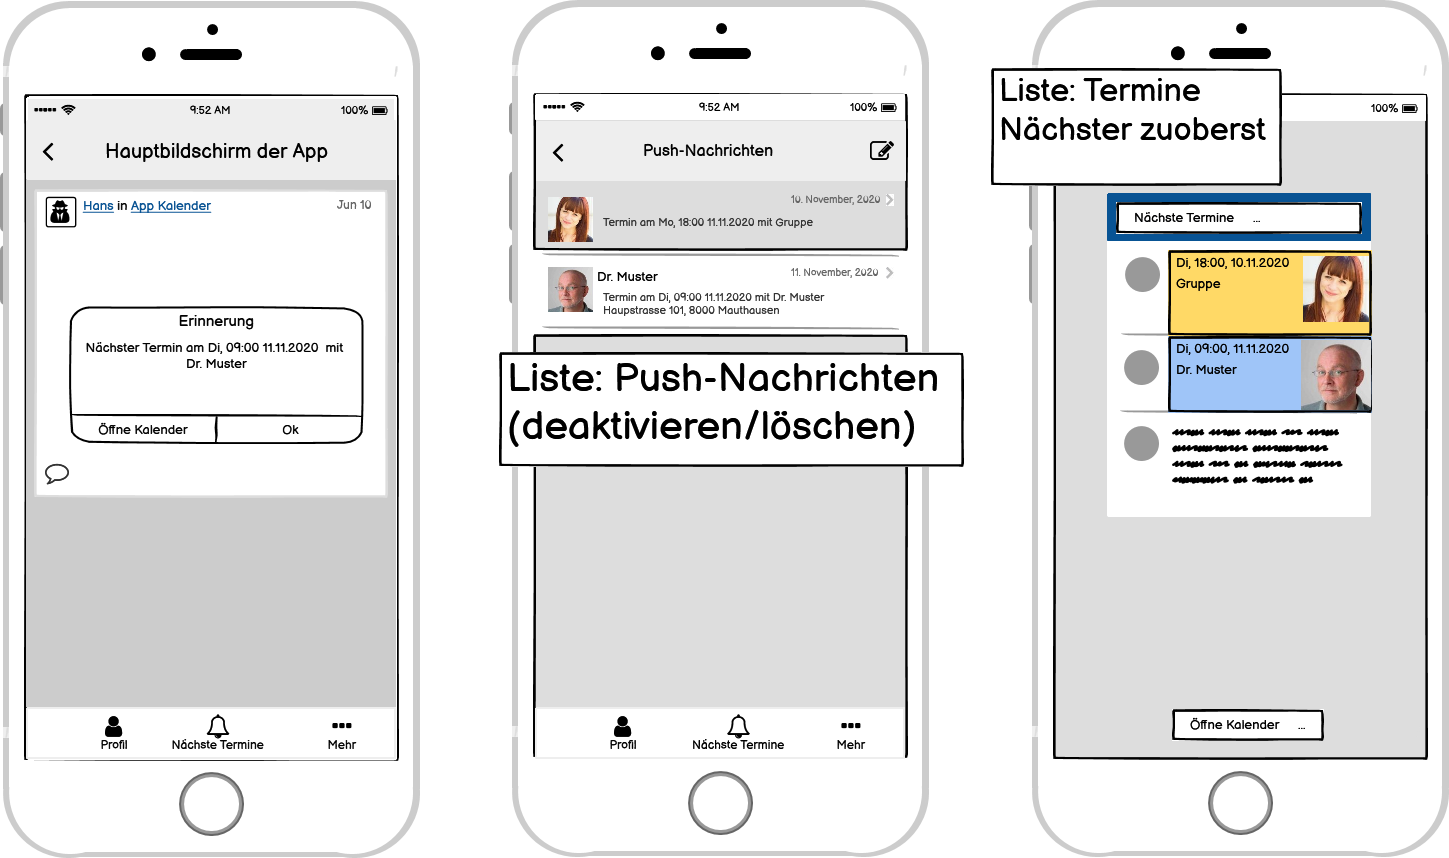 9:52 AM
100%
Hauptbildschirm der App
Hans in App Kalender
Jun 10
Erinnerung
Nächster Termin am Di, 09:00 11.11.2020 mit
Dr. Muster
Öffne Kalender
Ok
Profil
Nächste Termine
Mehr
9:52 AM
100%
Push-Nachrichten
10. November, 2020
Termin am Mo, 18:00 11.11.2020 mit Gruppe
Dr. Muster
11. November, 2020
Termin am Di, 09:00 11.11.2020 mit Dr. Muster
Haupstrasse 101, 8000 Mauthausen
Liste: Push-Nachrichten
(deaktivieren/löschen)
Profil
Nächste Termine
Mehr
Liste: Termine
Nächster zuoberst
100%
Nächste Termine ...
Di, 18:00, 10.11.2020
Gruppe
Di, 09:00, 11.11.2020
Dr. Muster
Öffne Kalender ...